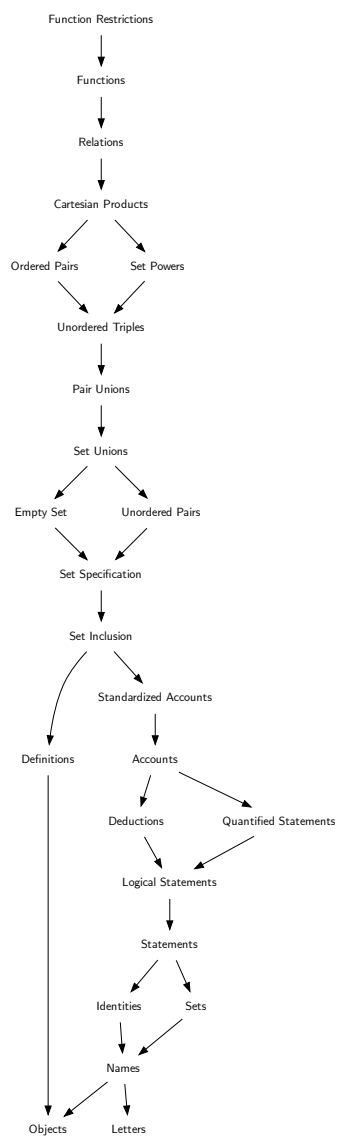 Function Restrictions
Functions
Relations
Cartesian Products
Ordered Pairs
Set Powers
Unordered Triples
Pair Unions
Set Unions
Empty Set
Unordered Pairs
Set Specification
Set Inclusion
Standardized Accounts
Definitions
Accounts
Deductions
Quantified Statements
Logical Statements
Statements
Identities
Sets
Names
Objects
Letters